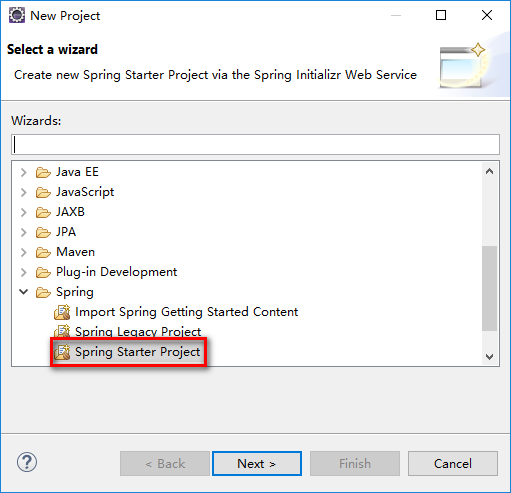 New Project
Select a wizard
Create new Spring Starter Project via the Spring Initializr Web Service
Wizards:
Java EE
JavaScript
JAXB
JPA
Maven
Plug-in Development
Spring
Import Spring Getting Started Content
Spring Legacy Project
Spring Starter Project
?
< Back
Next >
Finish
Cancel